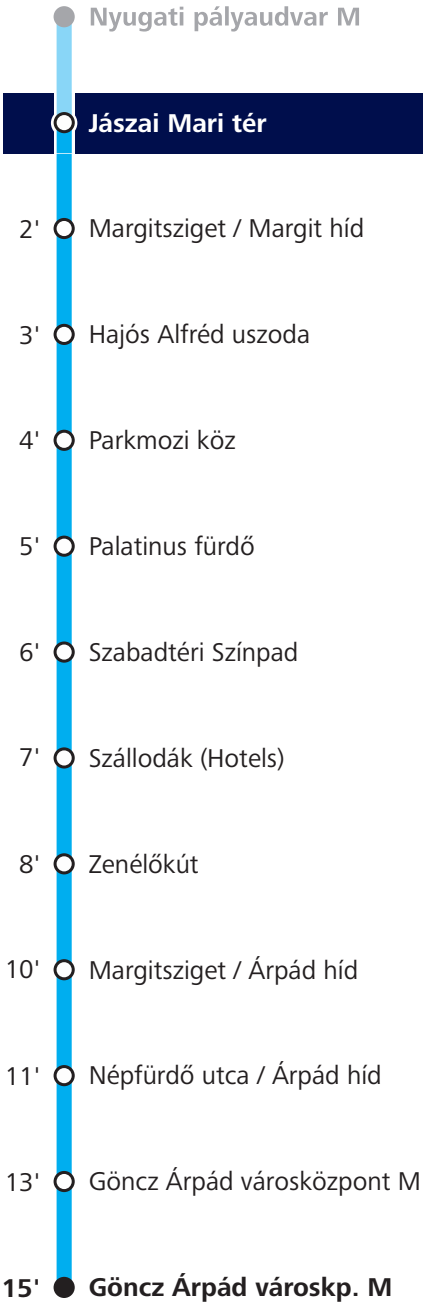 Nyugati pályaudvar M
Jászai Mari tér
2' Margitsziget / Margit híd
3' Hajós Alfréd uszoda
4' Parkmozi köz
5' Palatinus fürdő
6' Szabadtéri Színpad
7' Szállodák (Hotels)
8' Zenélőkút
10' Margitsziget / Árpád híd
11' Népfürdő utca / Árpád híd
13' Göncz Árpád városközpont M
15' Göncz Árpád városkp. M